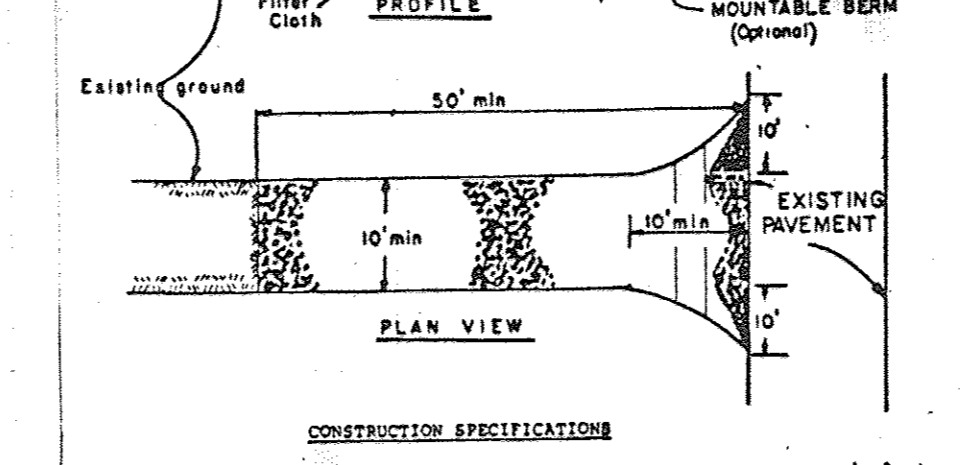 Filter
Cloth
PROFILE
MOUNTABLE BERM
(Optional)
Existing ground
50' min
10'
EXISTING
PAVEMENT
10' min
10' min
10'
PLAN VIEW
CONSTRUCTION SPECIFICATIONS